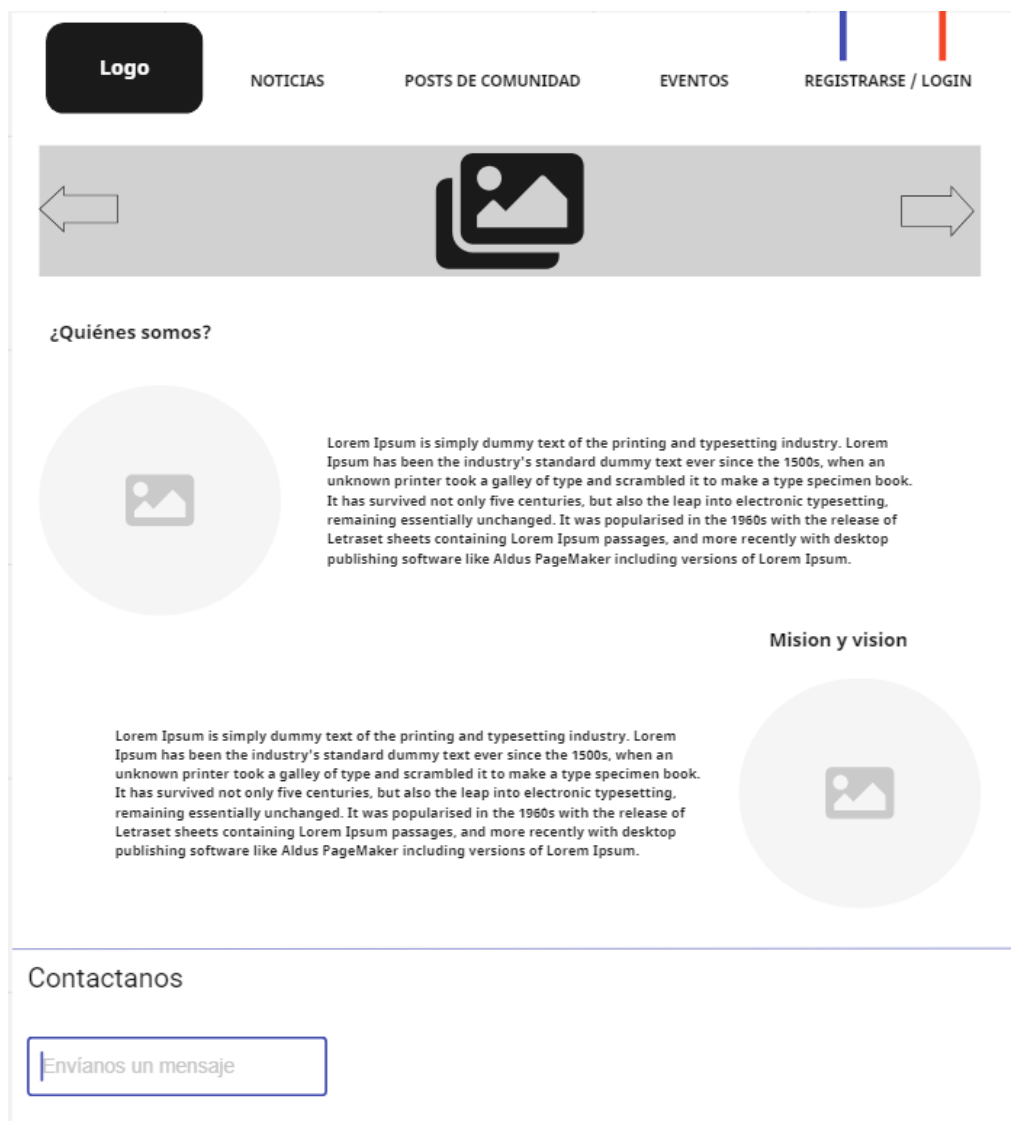 Logo
NOTICIAS
POSTS DE COMUNIDAD
EVENTOS
REGISTRARSE / LOGIN
¿Quiénes somos?
Lorem Ipsum is simply dummy text of the printing and typesetting industry. Lorem
Ipsum has been the industry's standard dummy text ever since the 1500s, when an
unknown printer took a galley of type and scrambled it to make a type specimen book.
It has survived not only five centuries, but also the leap into electronic typesetting,
remaining essentially unchanged. It was popularised in the 1960s with the release of
Letraset sheets containing Lorem Ipsum passages, and more recently with desktop
publishing software like Aldus PageMaker including versions of Lorem Ipsum.
Mision y vision
Lorem Ipsum is simply dummy text of the printing and typesetting industry. Lorem
Ipsum has been the industry's standard dummy text ever since the 1500s, when an
unknown printer took a galley of type and scrambled it to make a type specimen book.
It has survived not only five centuries, but also the leap into electronic typesetting,
remaining essentially unchanged. It was popularised in the 1960s with the release of
Letraset sheets containing Lorem Ipsum passages, and more recently with desktop
publishing software like Aldus PageMaker including versions of Lorem Ipsum.
Contactanos
Envíanos un mensaje